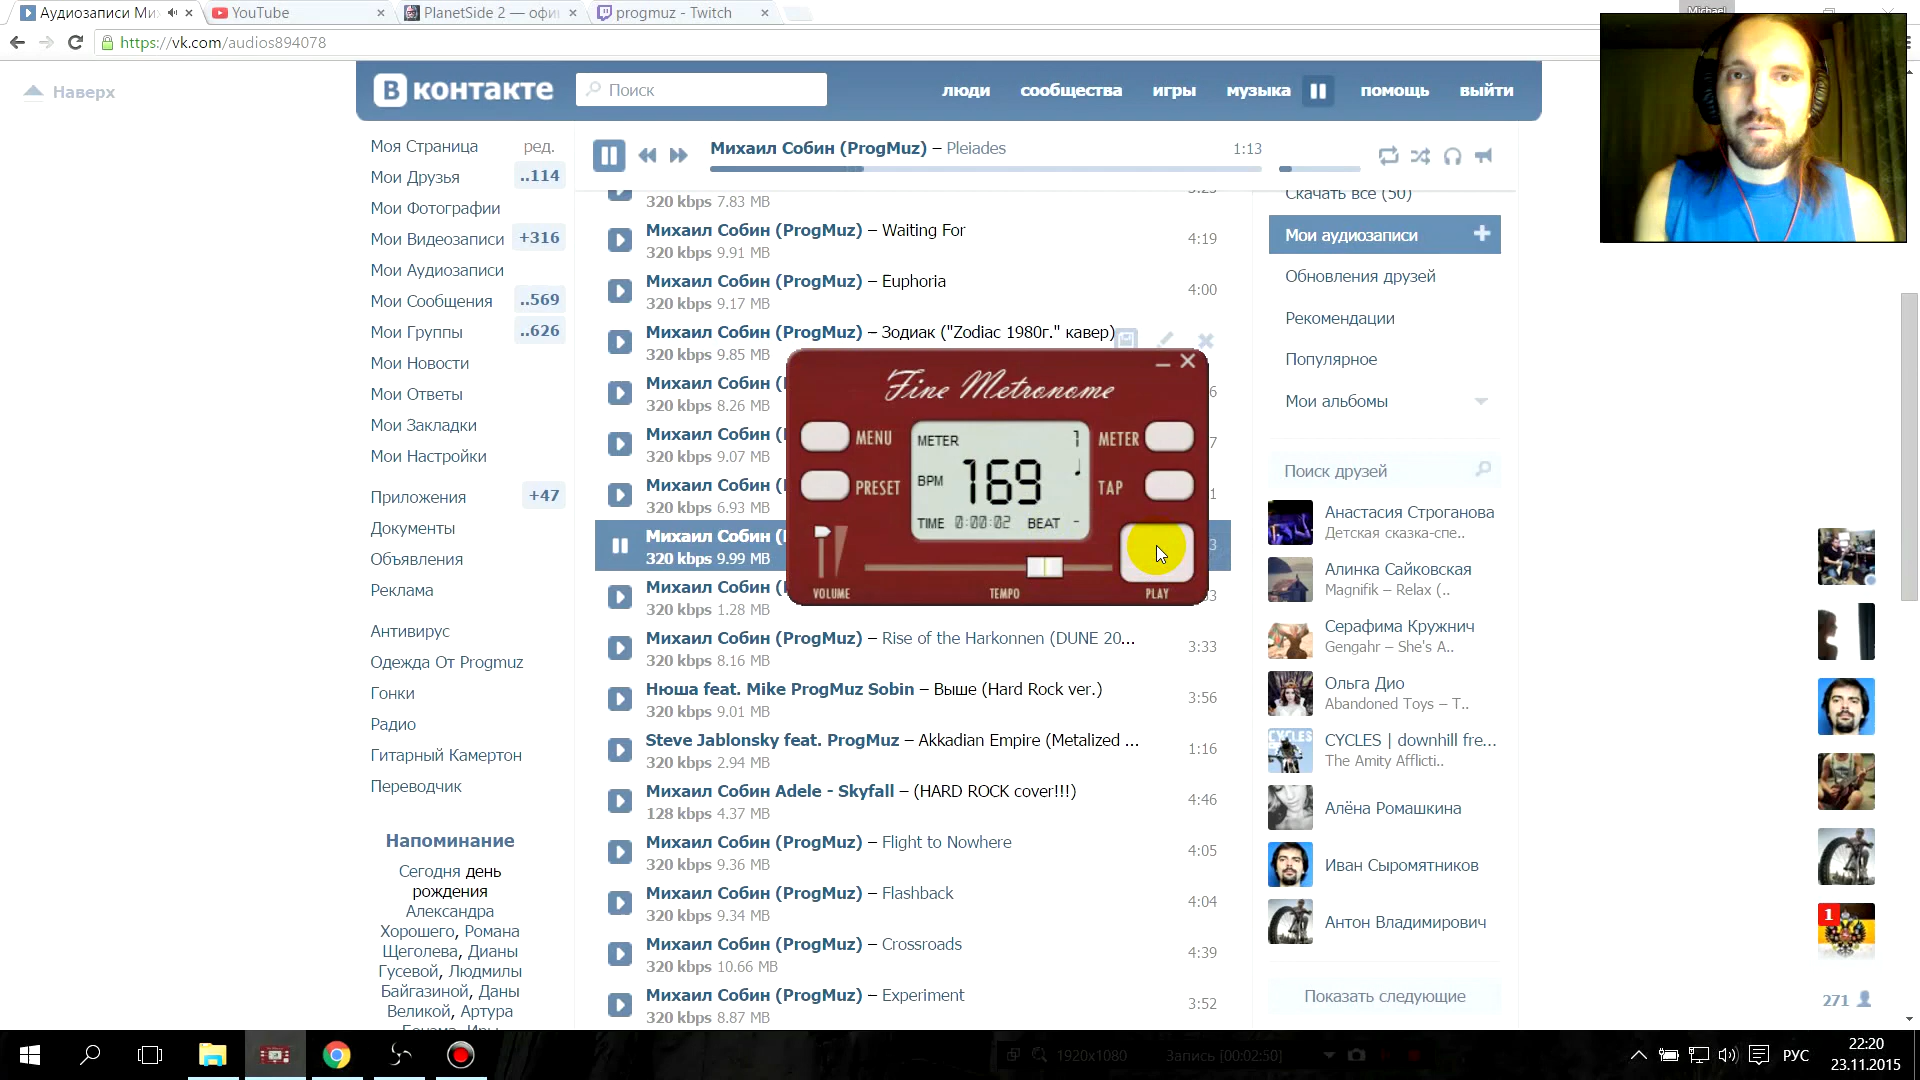 Аудиозаписи Ми
YouTube
PlanetSide 2 — офи
progmuz - Twitch
Michael
https://vk.com/audios894078
Наверх
В контакте
Поиск
люди
сообщества
игры
музыка
помощь
выйти
Моя Страница ред.
Мои Друзья ..114
Мои Фотографии
Мои Видеозаписи +316
Мои Аудиозаписи
Мои Сообщения ..569
Мои Группы ..626
Мои Новости
Мои Ответы
Мои Закладки
Мои Настройки
Приложения +47
Документы
Объявления
Реклама
Антивирус
Одежда От Progmuz
Гонки
Радио
Гитарный Камертон
Переводчик
Напоминание
Сегодня день
рождения
Александра
Хорошего, Романа
Щеголева, Дианы
Гусевой, Людмилы
Байгазиной, Даны
Великой, Артура
Михаил Собин (ProgMuz) – Pleiades 1:13
320 kbps 7.83 MB
Михаил Собин (ProgMuz) – Waiting For 4:19
320 kbps 9.91 MB
Михаил Собин (ProgMuz) – Euphoria 4:00
320 kbps 9.17 MB
Михаил Собин (ProgMuz) – Зодиак ("Zodiac 1980г." кавер)
320 kbps 9.85 MB
Михаил Собин (
320 kbps 8.26 MB
6
Михаил Собин (
320 kbps 9.07 MB
7
Михаил Собин (
320 kbps 6.93 MB
1
Михаил Собин (
320 kbps 9.99 MB
3
Михаил Собин (
320 kbps 1.28 MB
Михаил Собин (ProgMuz) – Rise of the Harkonnen (DUNE 20... 3:33
320 kbps 8.16 MB
Нюша feat. Mike ProgMuz Sobin – Выше (Hard Rock ver.) 3:56
320 kbps 9.01 MB
Steve Jablonsky feat. ProgMuz – Akkadian Empire (Metalized ... 1:16
320 kbps 2.94 MB
Михаил Собин Adele - Skyfall – (HARD ROCK cover!!!) 4:46
128 kbps 4.37 MB
Михаил Собин (ProgMuz) – Flight to Nowhere 4:05
320 kbps 9.36 MB
Михаил Собин (ProgMuz) – Flashback 4:04
320 kbps 9.34 MB
Михаил Собин (ProgMuz) – Crossroads 4:39
320 kbps 10.66 MB
Михаил Собин (ProgMuz) – Experiment 3:52
320 kbps 8.87 MB
Fine Metronome
MENU
METER 1
METER
PRESET
BPM 169
TAP
TIME 0:00:02 BEAT -
VOLUME
TEMPO
PLAY
Скачать все (50)
Мои аудиозаписи
Обновления друзей
Рекомендации
Популярное
Мои альбомы
Поиск друзей
Анастасия Строганова
Детская сказка-спе..
Алинка Сайковская
Magnifik – Relax (..
Серафима Кружнич
Gengahr – She's A..
Ольга Дио
Abandoned Toys – T..
CYCLES | downhill fre...
The Amity Afflicti..
Алёна Ромашкина
Иван Сыромятников
Антон Владимирович
Показать следующие
1
271
1920x1080
Запись [00:02:50]
РУС
22:20
23.11.2015